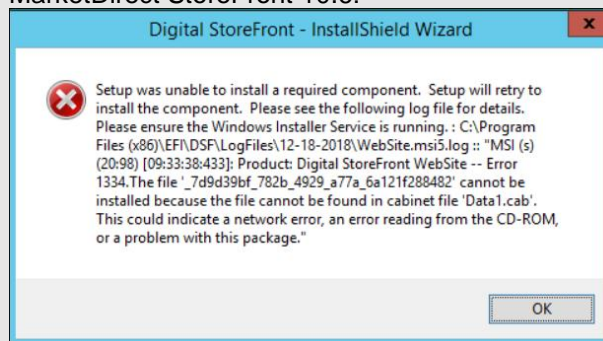 MarketDirect StoreFront 10.3.
Digital StoreFront - InstallShield Wizard
x
Setup was unable to install a required component. Setup will retry to
install the component. Please see the following log file for details.
Please ensure the Windows Installer Service is running. : C:\Program
Files (x86)\EFI\DSF\LogFiles\12-18-2018\WebSite.msi5.log :: "MSI (s)
(20:98) [09:33:38:433]: Product: Digital StoreFront WebSite -- Error
1334.The file '_7d9d39bf_782b_4929_a77a_6a121f288482' cannot be
installed because the file cannot be found in cabinet file 'Data1.cab'.
This could indicate a network error, an error reading from the CD-ROM,
or a problem with this package."
OK